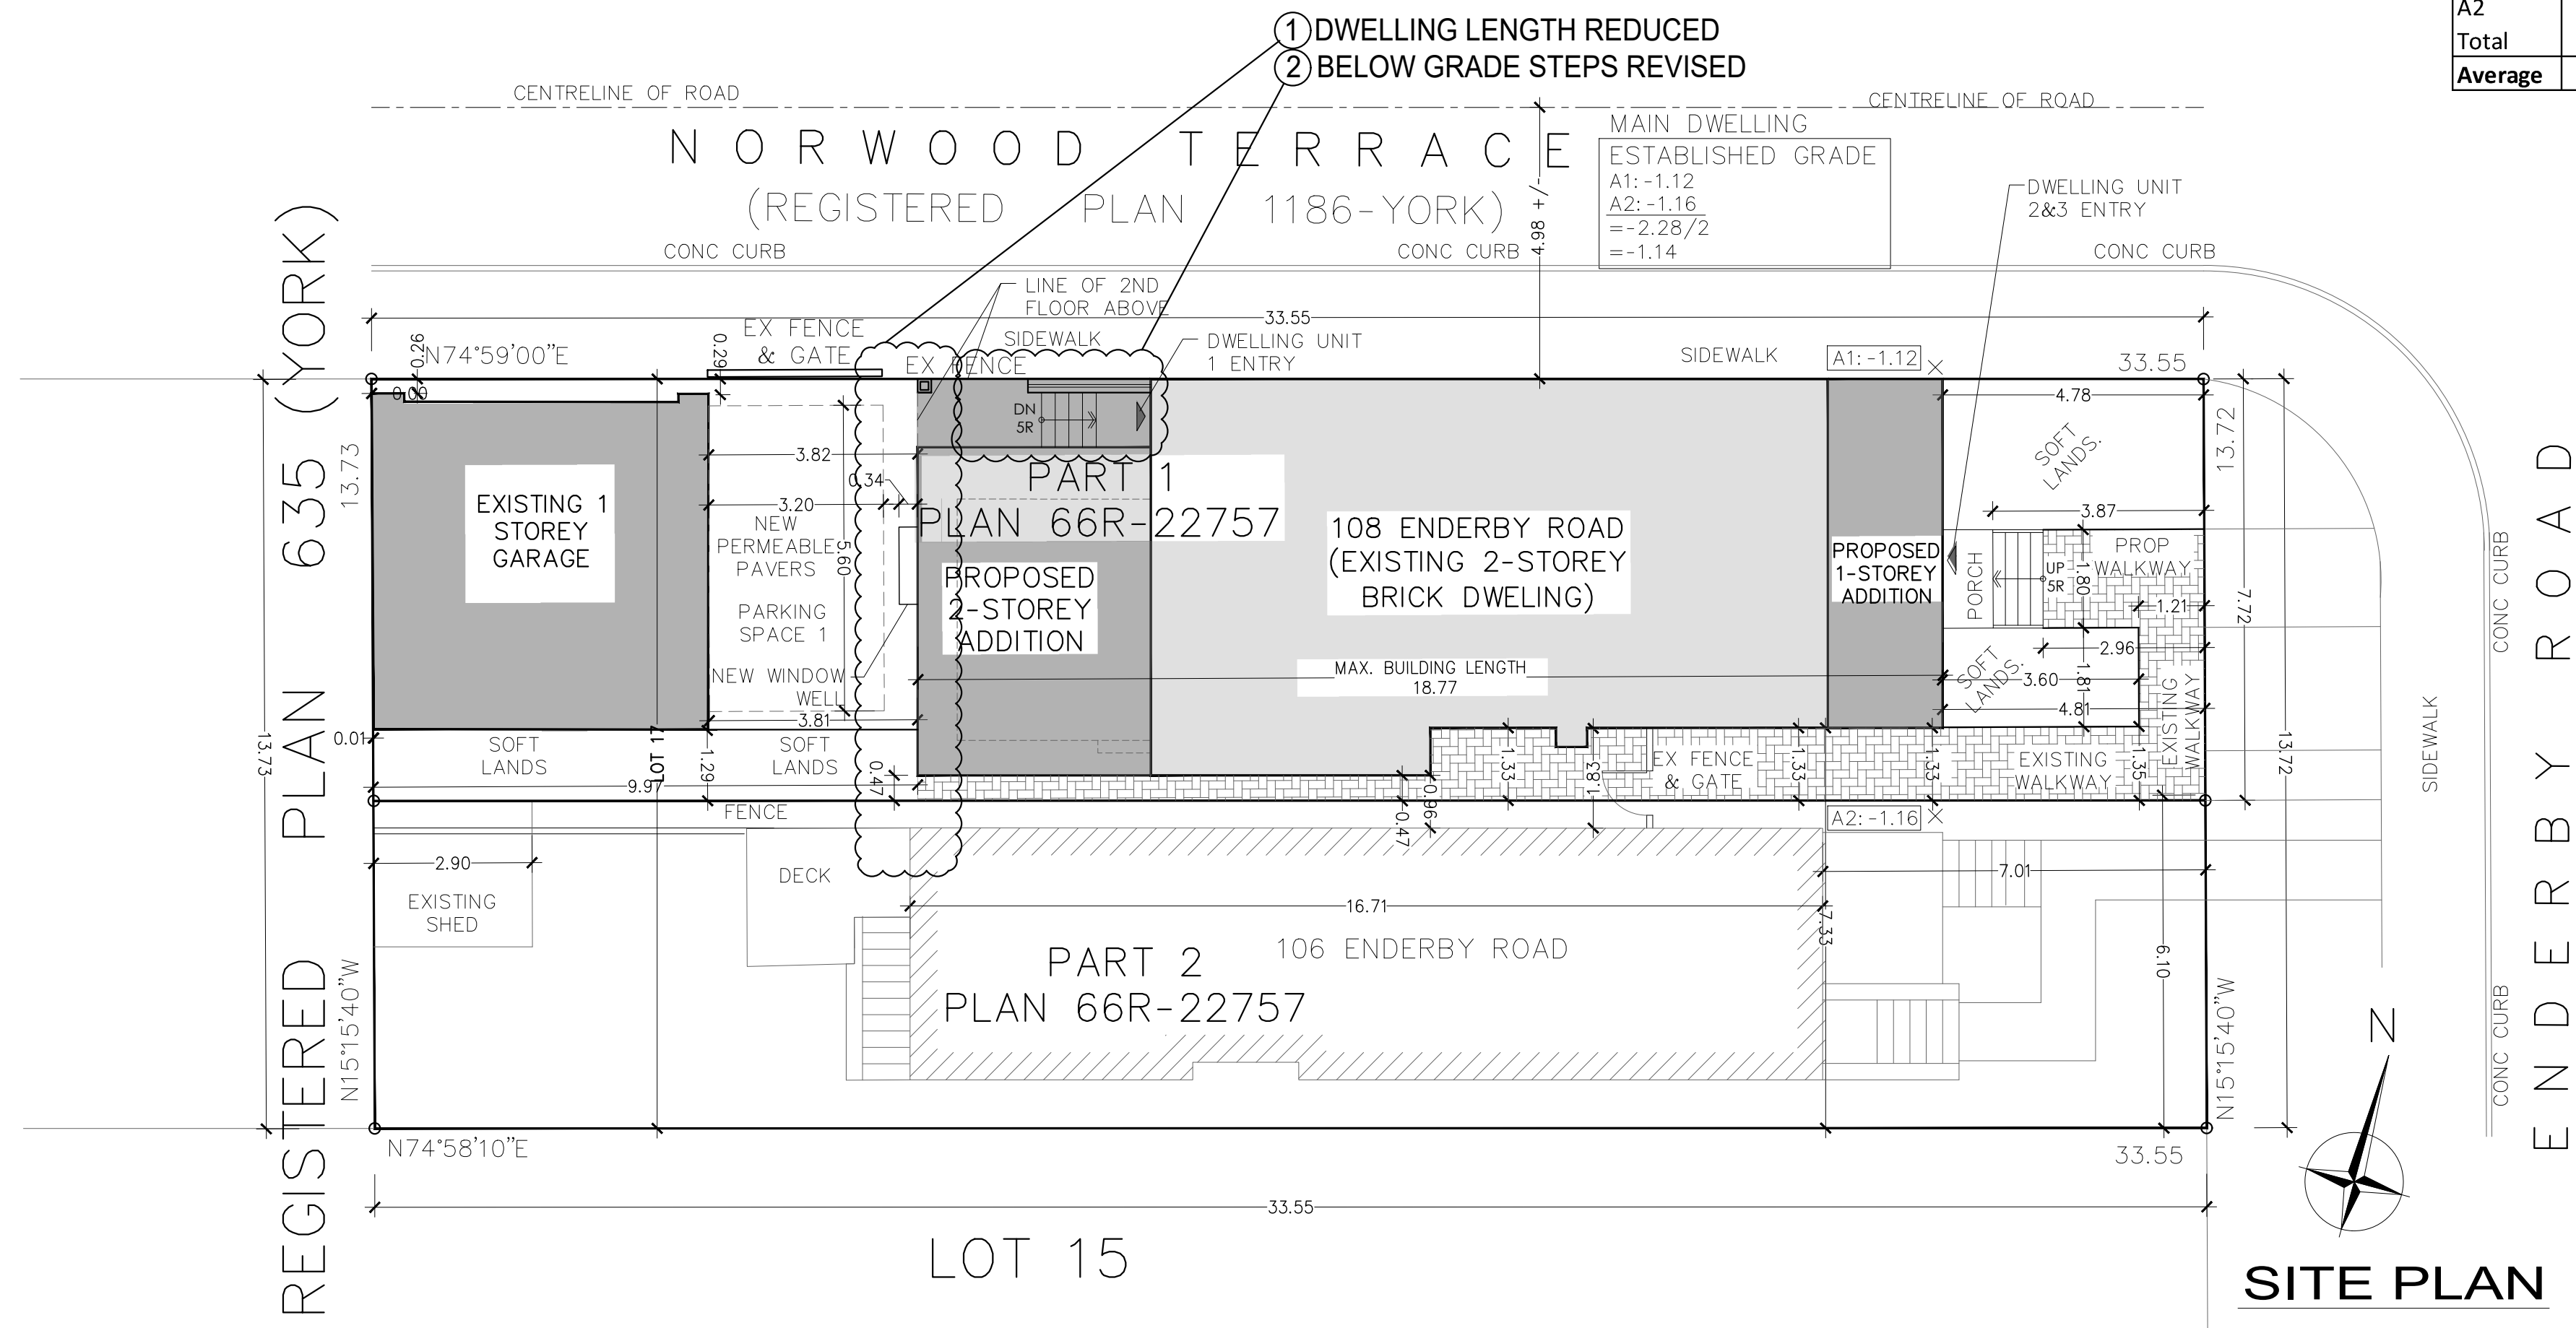 1 DWELLING LENGTH REDUCED
2 BELOW GRADE STEPS REVISED
A2
Total
Average
CENTRELINE OF ROAD
CENTRELINE OF ROAD
NORWOOD TERRACE
(REGISTERED PLAN 1186-YORK)
4.98 +/-
MAIN DWELLING
ESTABLISHED GRADE
A1: -1.12
A2: -1.16
=-2.28/2
=-1.14
DWELLING UNIT
2&3 ENTRY
CONC CURB
CONC CURB
CONC CURB
LINE OF 2ND
FLOOR ABOVE
33.55
EX FENCE
& GATE
SIDEWALK
EX FENCE
DWELLING UNIT
1 ENTRY
SIDEWALK
A1: -1.12
33.55
N74°59'00"E
0.26
0.29
0.00
REGISTERED PLAN 635 (YORK)
13.73
13.73
EXISTING 1
STOREY
GARAGE
3.82
0.34
3.20
NEW
PERMEABLE
PAVERS
5.60
PARKING
SPACE 1
NEW WINDOW
WELL
3.81
DN
5R
PART 1
PLAN 66R-22757
PROPOSED
2-STOREY
ADDITION
108 ENDERBY ROAD
(EXISTING 2-STOREY
BRICK DWELING)
MAX. BUILDING LENGTH
18.77
PROPOSED
1-STOREY
ADDITION
4.78
SOFT
LANDS.
3.87
PORCH
UP
5R
1.80
PROP
WALKWAY
1.21
2.96
SOFT
LANDS.
1.81
3.60
4.81
EXISTING
WALKWAY
13.72
7.72
13.72
CONC CURB
ENDERBY ROAD
SIDEWALK
0.01
SOFT
LANDS
LOT 17
1.29
SOFT
LANDS
9.97
0.47
0.96
0.47
1.33
1.83
EX FENCE
& GATE
1.33
1.33
EXISTING
WALKWAY
1.35
FENCE
A2: -1.16
2.90
EXISTING
SHED
DECK
16.71
106 ENDERBY ROAD
PART 2
PLAN 66R-22757
7.33
7.01
6.10
N15°15'40"W
N15°15'40"W
CONC CURB
N
N74°58'10"E
33.55
33.55
LOT 15
SITE PLAN